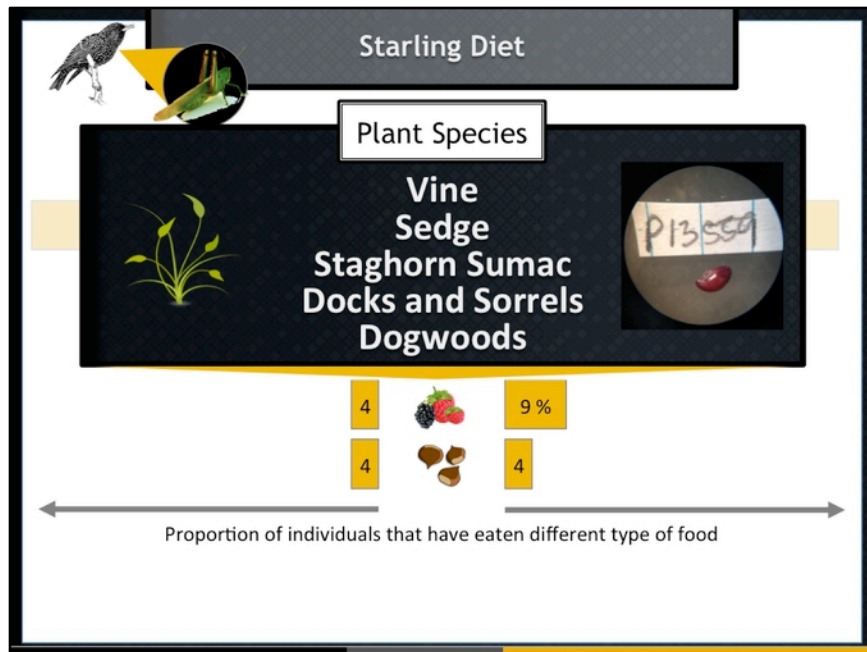 Starling Diet
Plant Species
Vine
Sedge
Staghorn Sumac
Docks and Sorrels
Dogwoods
P13559
4 9 %
4 4
Proportion of individuals that have eaten different type of food